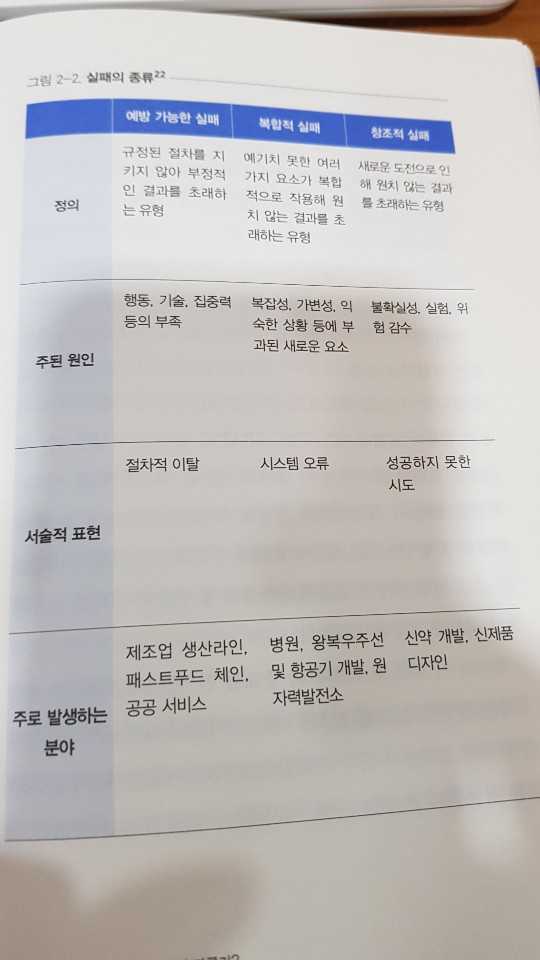 그림 2-2. 실패의 종류22
예방 가능한 실패 복합적 실패 창조적 실패
정의
규정된 절차를 지
키지 않아 부정적
인 결과를 초래하
는 유형
예기치 못한 여러
가지 요소가 복합
적으로 작용해 원
치 않는 결과를 초
래하는 유형
새로운 도전으로 인
해 원치 않는 결과
를 초래하는 유형
주된 원인
행동, 기술, 집중력
등의 부족
복잡성, 가변성, 익
숙한 상황 등에 부
과된 새로운 요소
불확실성, 실험, 위
험 감수
서술적 표현
절차적 이탈
시스템 오류
성공하지 못한
시도
주로 발생하는
분야
제조업 생산라인,
패스트푸드 체인,
공공 서비스
병원, 왕복우주선
및 항공기 개발, 원
자력발전소
신약 개발, 신제품
디자인